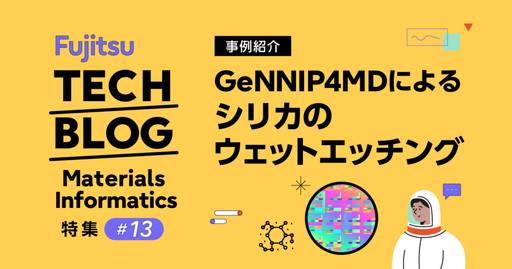 Fujitsu
TECH
BLOG
Materials
Informatics
特集 #13
事例紹介
GeNNIP4MDによる
シリカの
ウェットエッチング